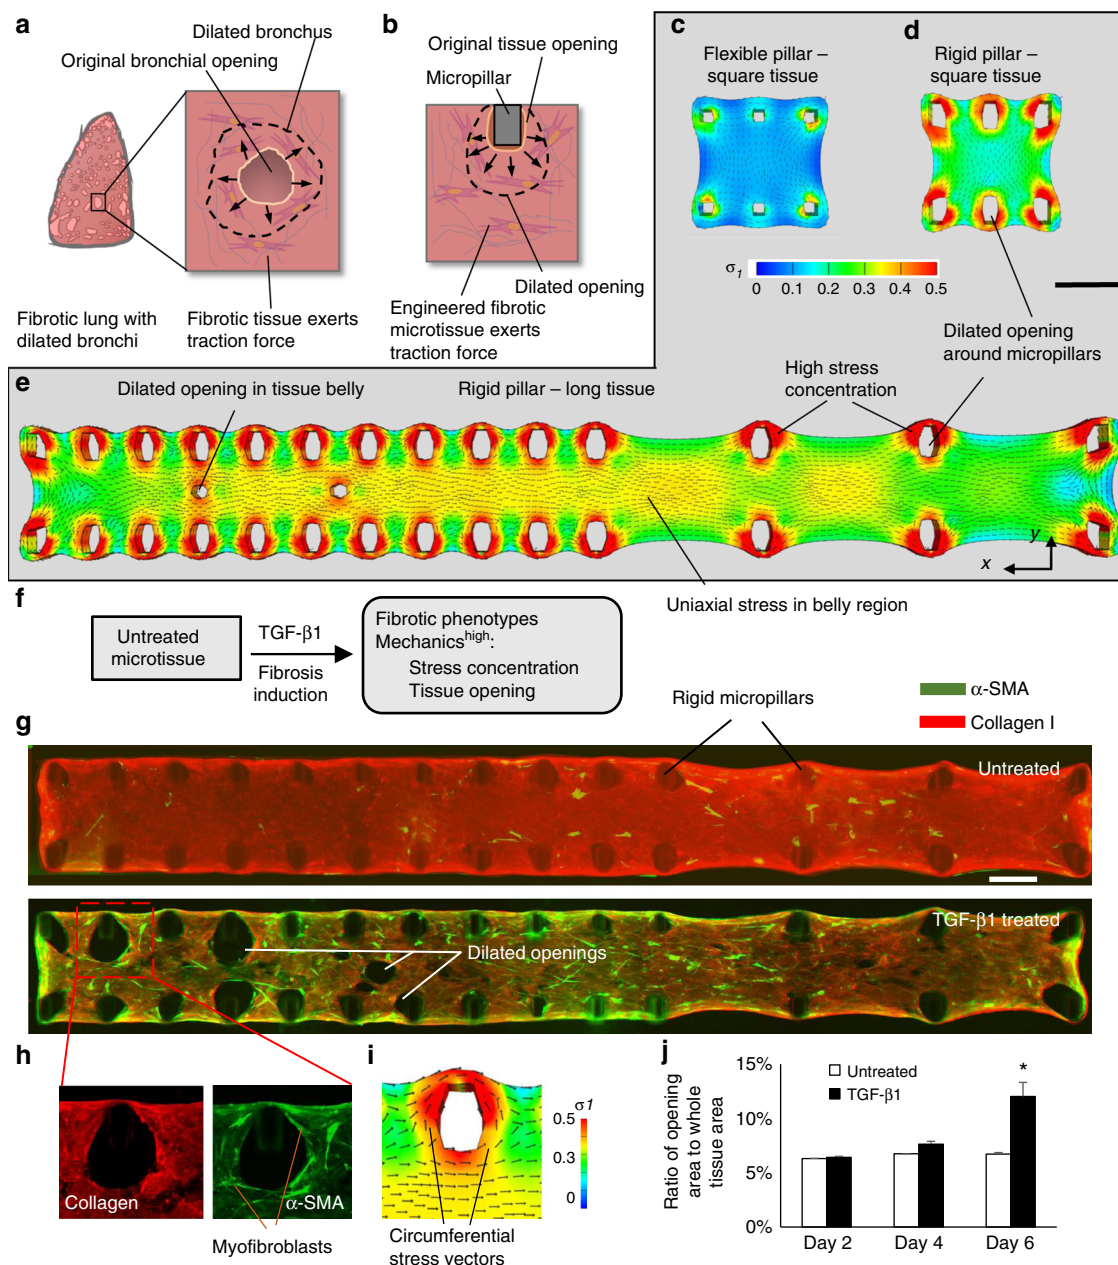 a
Dilated bronchus
Original bronchial opening
Fibrotic lung with
dilated bronchi
Fibrotic tissue exerts
traction force
b
Original tissue opening
Micropillar
Dilated opening
Engineered fibrotic
microtissue exerts
traction force
c
Flexible pillar –
square tissue
d
Rigid pillar –
square tissue
σ1
0 0.1 0.2 0.3 0.4 0.5
Dilated opening
around micropillars
e
Dilated opening in tissue belly
Rigid pillar – long tissue
High stress
concentration
y
x
Uniaxial stress in belly region
f
Untreated
microtissue
TGF-β1
Fibrosis
induction
Fibrotic phenotypes
Mechanicshigh:
Stress concentration
Tissue opening
α-SMA
Collagen I
g
Rigid micropillars
Untreated
TGF-β1 treated
Dilated openings
h
Collagen
α-SMA
Myofibroblasts
i
σ1
0.5
0.3
0
Circumferential
stress vectors
j
Ratio of opening
area to whole
tissue area
15%
10%
5%
0%
Untreated
TGF-β1
*
Day 2 Day 4 Day 6